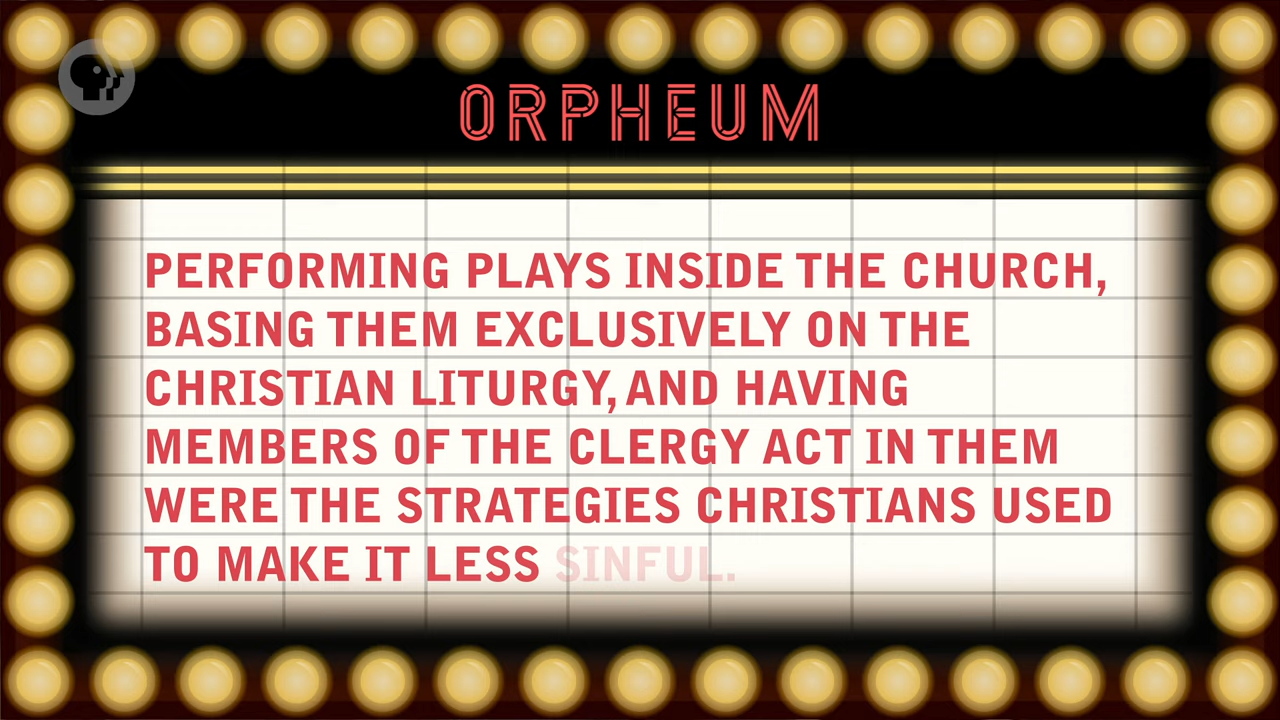 ORPHEUM
PERFORMING PLAYS INSIDE THE CHURCH,
BASING THEM EXCLUSIVELY ON THE
CHRISTIAN LITURGY, AND HAVING
MEMBERS OF THE CLERGY ACT IN THEM
WERE THE STRATEGIES CHRISTIANS USED
TO MAKE IT LESS SINFUL.